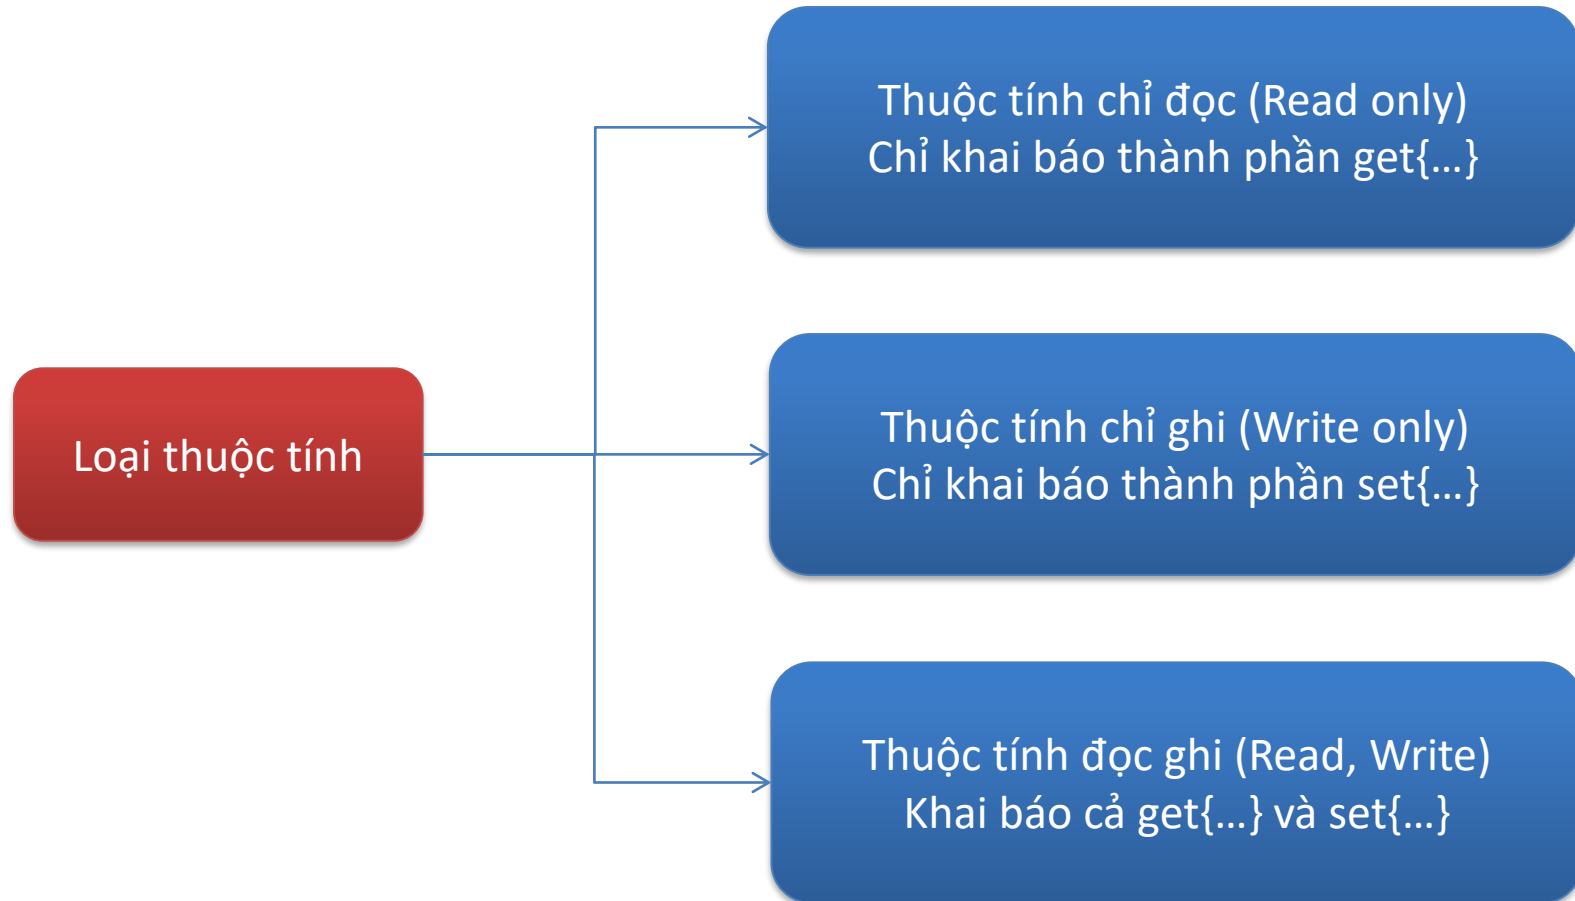 Thuộc tính chỉ đọc (Read only)
Chỉ khai báo thành phần get{...}
Loại thuộc tính
Thuộc tính chỉ ghi (Write only)
Chỉ khai báo thành phần set{...}
Thuộc tính đọc ghi (Read, Write)
Khai báo cả get{...} và set{...}